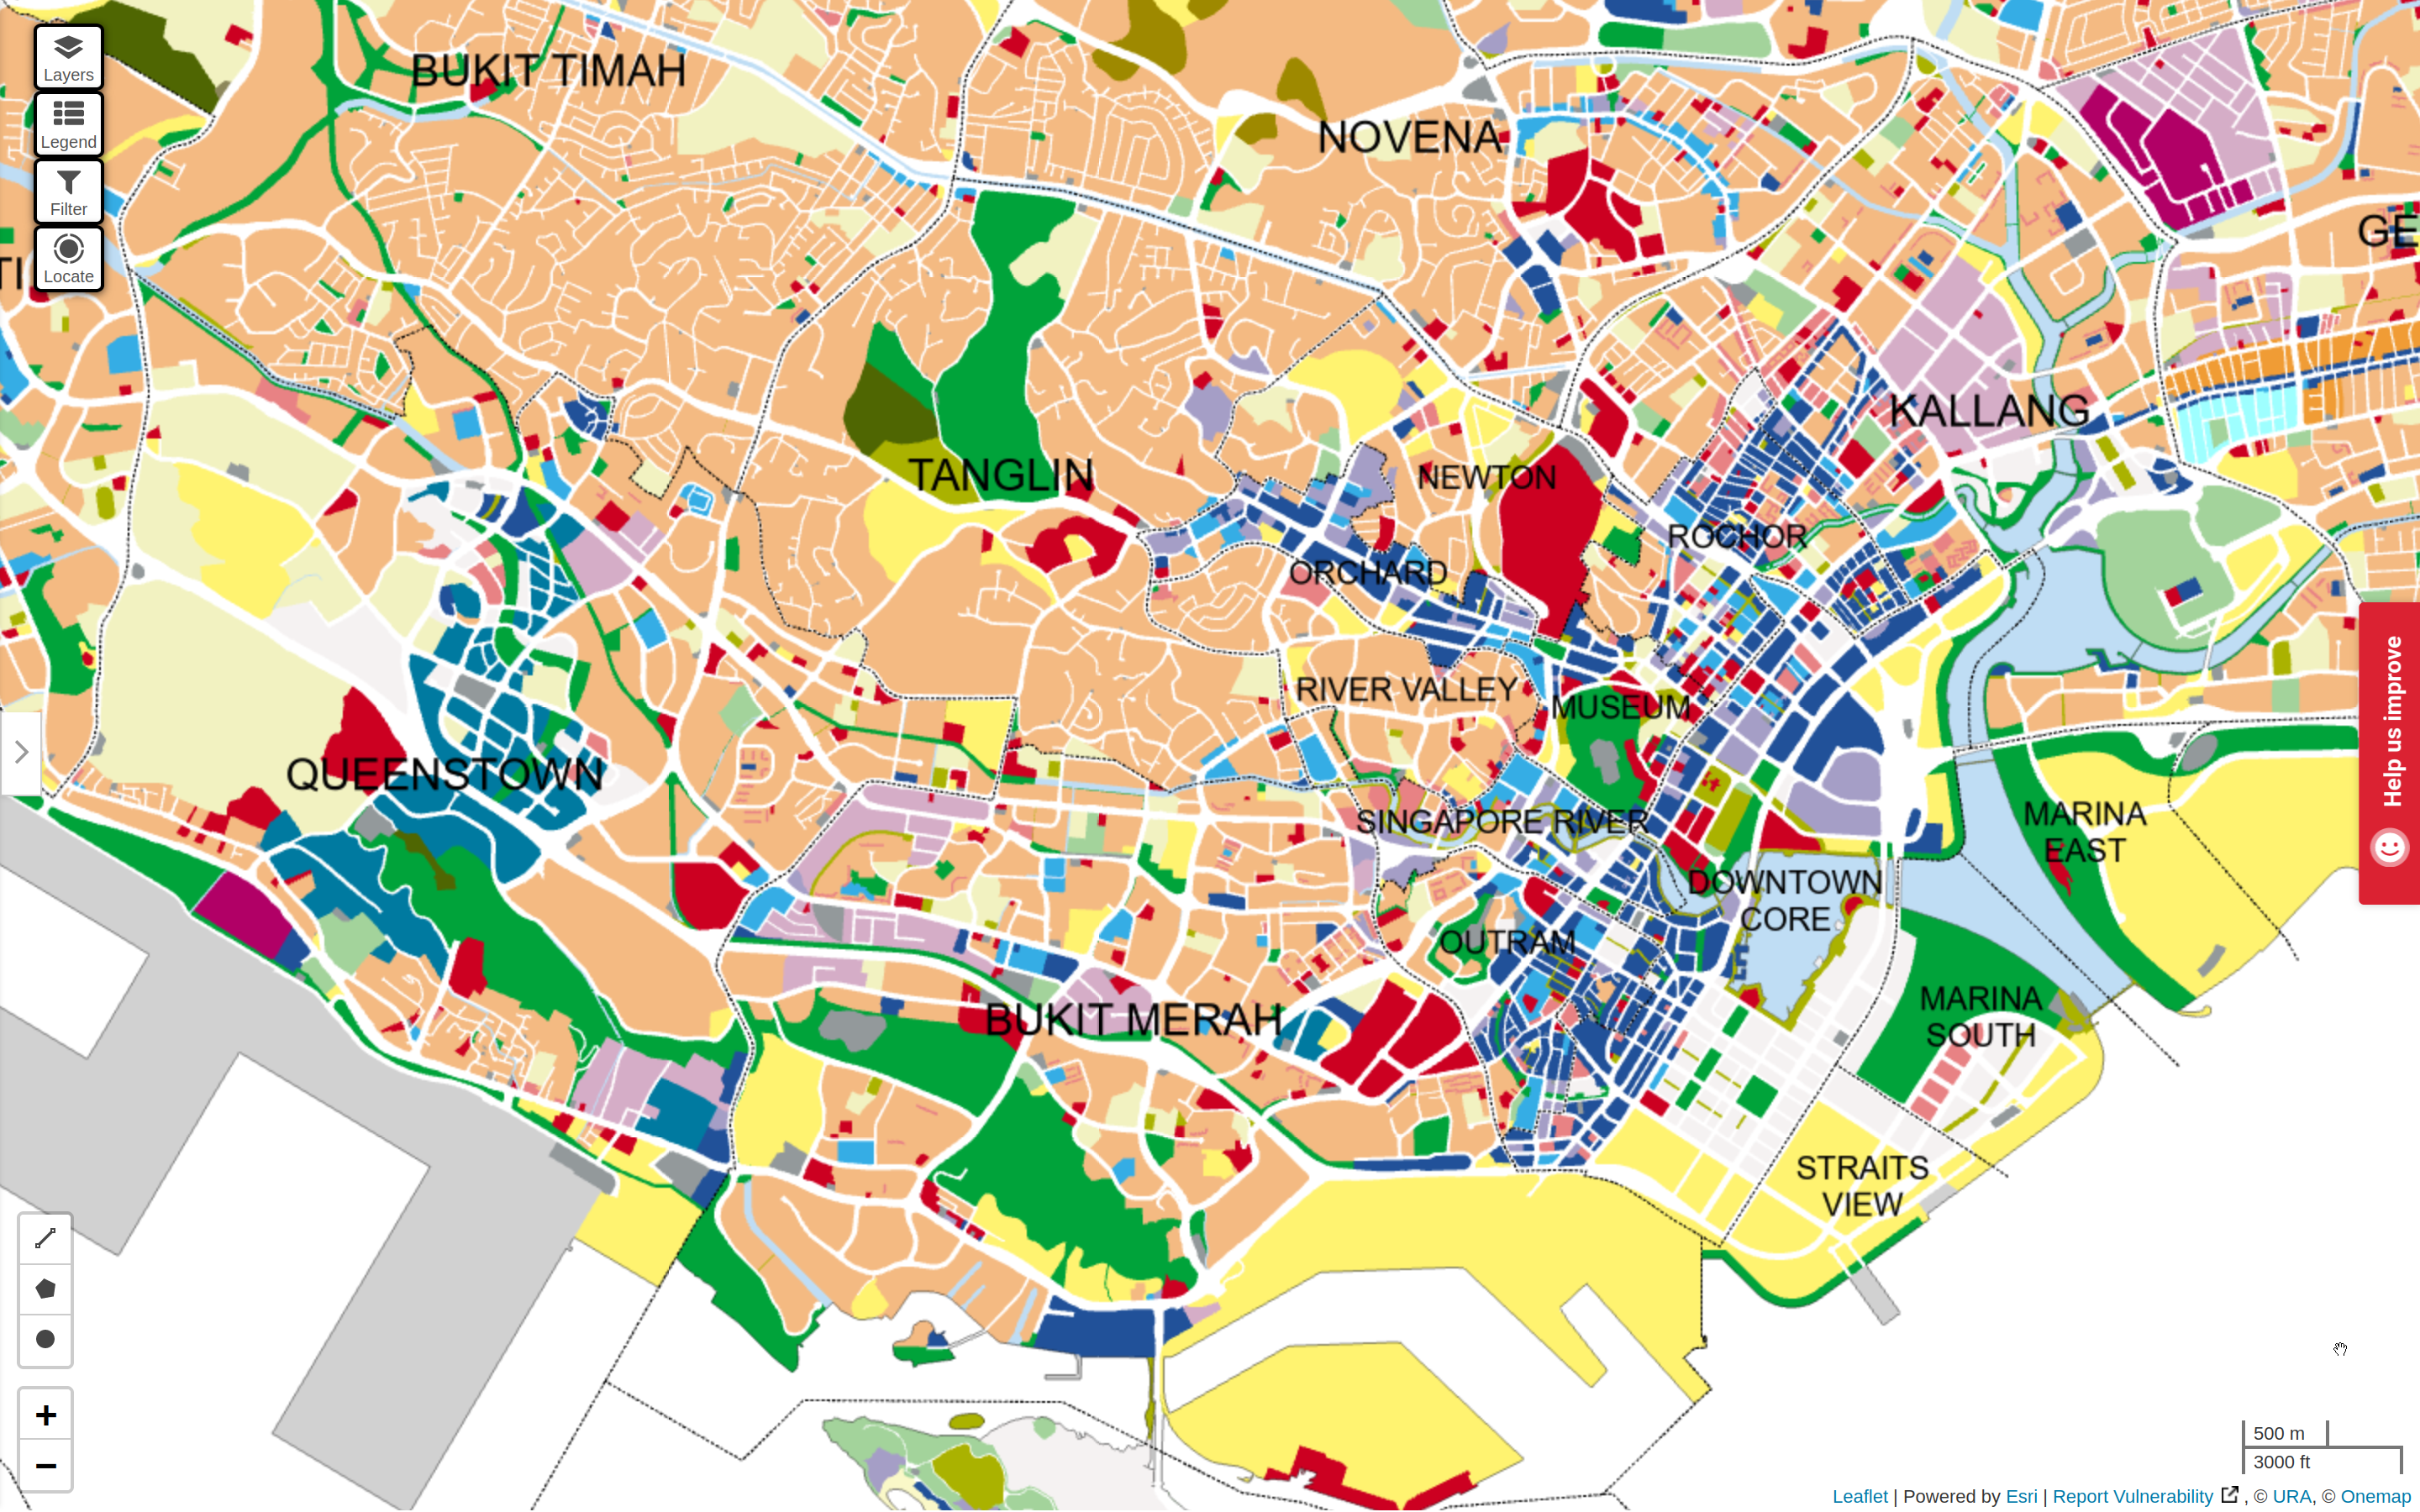 Layers
Legend
Filter
Locate
BUKIT TIMAH
NOVENA
GE
TI
KALLANG
TANGLIN
NEWTON
ROCHOR
ORCHARD
RIVER VALLEY
MUSEUM
QUEENSTOWN
SINGAPORE RIVER
MARINA
EAST
DOWNTOWN
CORE
OUTRAM
BUKIT MERAH
MARINA
SOUTH
STRAITS
VIEW
Help us improve
+
−
500 m
3000 ft
Leaflet | Powered by Esri | Report Vulnerability , © URA, © Onemap